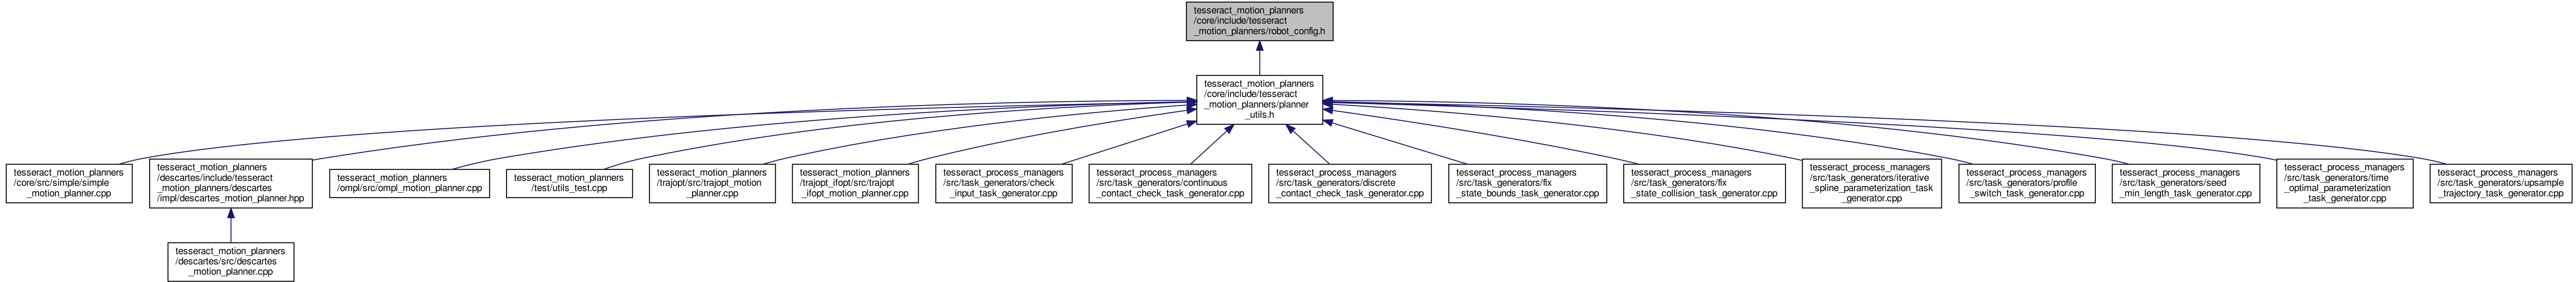 tesseract_motion_planners
/core/include/tesseract
_motion_planners/robot_config.h
tesseract_motion_planners
/core/include/tesseract
_motion_planners/planner
_utils.h
tesseract_motion_planners
/core/src/simple/simple
_motion_planner.cpp
tesseract_motion_planners
/descartes/include/tesseract
_motion_planners/descartes
/impl/descartes_motion_planner.hpp
tesseract_motion_planners
/ompl/src/ompl_motion_planner.cpp
tesseract_motion_planners
/test/utils_test.cpp
tesseract_motion_planners
/trajopt/src/trajopt_motion
_planner.cpp
tesseract_motion_planners
/trajopt_ifopt/src/trajopt
_ifopt_motion_planner.cpp
tesseract_process_managers
/src/task_generators/check
_input_task_generator.cpp
tesseract_process_managers
/src/task_generators/continuous
_contact_check_task_generator.cpp
tesseract_process_managers
/src/task_generators/discrete
_contact_check_task_generator.cpp
tesseract_process_managers
/src/task_generators/fix
_state_bounds_task_generator.cpp
tesseract_process_managers
/src/task_generators/fix
_state_collision_task_generator.cpp
tesseract_process_managers
/src/task_generators/iterative
_spline_parameterization_task
_generator.cpp
tesseract_process_managers
/src/task_generators/profile
_switch_task_generator.cpp
tesseract_process_managers
/src/task_generators/seed
_min_length_task_generator.cpp
tesseract_process_managers
/src/task_generators/time
_optimal_parameterization
_task_generator.cpp
tesseract_process_managers
/src/task_generators/upsample
_trajectory_task_generator.cpp
tesseract_motion_planners
/descartes/src/descartes
_motion_planner.cpp